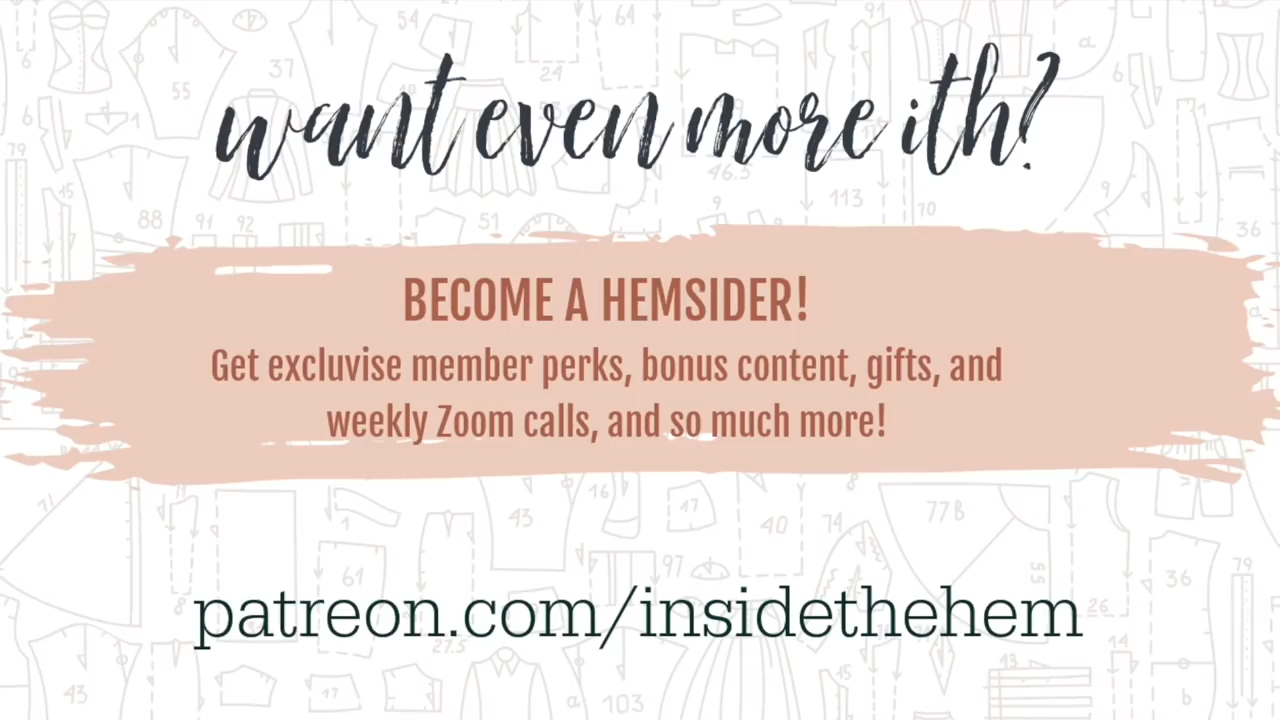 want even more ith?
BECOME A HEMSIDER!
Get excluvise member perks, bonus content, gifts, and
weekly Zoom calls, and so much more!
patreon.com/insidethehem